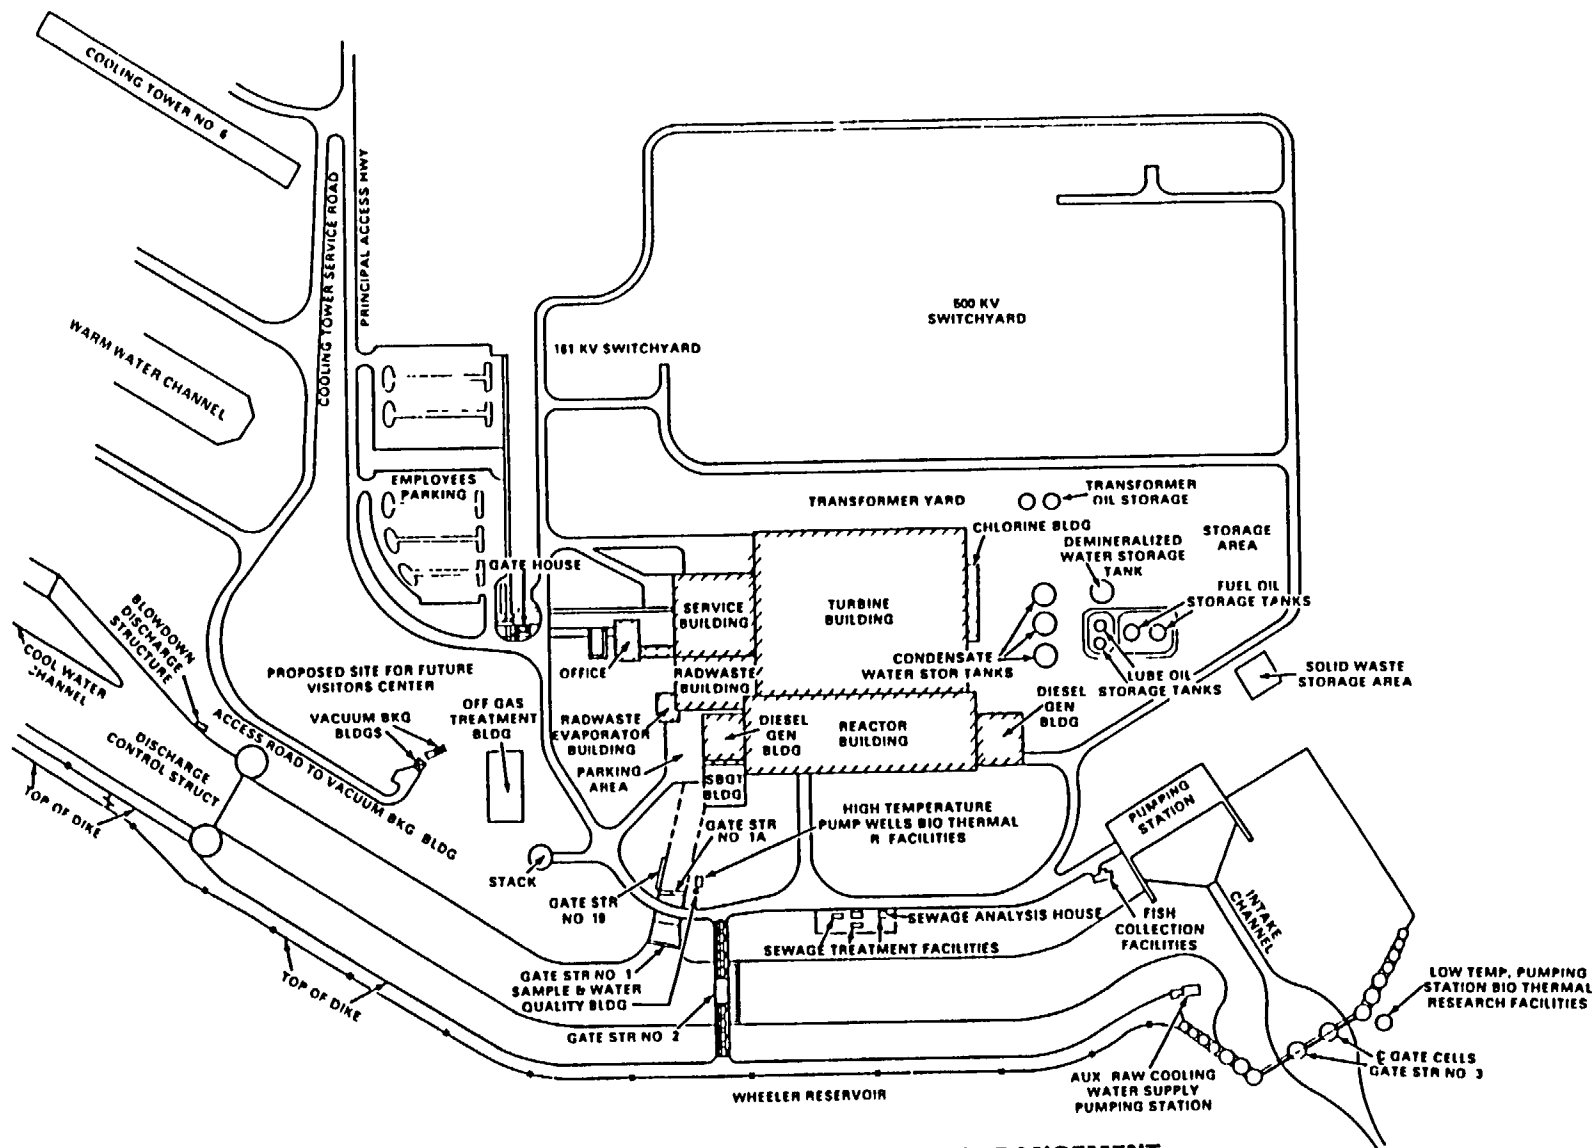 COOLING TOWER NO 6
COOLING TOWER SERVICE ROAD
PRINCIPAL ACCESS HWY
WARM WATER CHANNEL
500 KV
SWITCHYARD
161 KV SWITCHYARD
EMPLOYEES
PARKING
TRANSFORMER YARD
TRANSFORMER
OIL STORAGE
CHLORINE BLDG
DEMINERALIZED
WATER STORAGE
TANK
STORAGE
AREA
GATE HOUSE
FUEL OIL
STORAGE TANKS
SERVICE
BUILDING
TURBINE
BUILDING
BLOWDOWN
DISCHARGE
STRUCTURE
COOL WATER
CHANNEL
OFFICE
CONDENSATE
WATER STOR TANKS
LUBE OIL
STORAGE TANKS
SOLID WASTE
STORAGE AREA
PROPOSED SITE FOR FUTURE
VISITORS CENTER
RADWASTE
BUILDING
DIESEL
GEN
BLDG
OFF GAS
TREATMENT
BLDG
VACUUM BKG
BLDGS
RADWASTE
EVAPORATOR
BUILDING
DIESEL
GEN
BLDG
REACTOR
BUILDING
ACCESS ROAD TO VACUUM BKG BLDG
DISCHARGE
CONTROL STRUCT
PARKING
AREA
SBGT
BLDG
TOP OF DIKE
HIGH TEMPERATURE
PUMP WELLS BIO THERMAL
R FACILITIES
PUMPING
STATION
GATE STR
NO 1A
STACK
GATE STR
NO 1B
SEWAGE ANALYSIS HOUSE
SEWAGE TREATMENT FACILITIES
FISH
COLLECTION
FACILITIES
INTAKE
CHANNEL
TOP OF DIKE
GATE STR NO 1
SAMPLE & WATER
QUALITY BLDG
GATE STR NO 2
LOW TEMP. PUMPING
STATION BIO THERMAL
RESEARCH FACILITIES
C GATE CELLS
GATE STR NO 3
AUX RAW COOLING
WATER SUPPLY
PUMPING STATION
WHEELER RESERVOIR